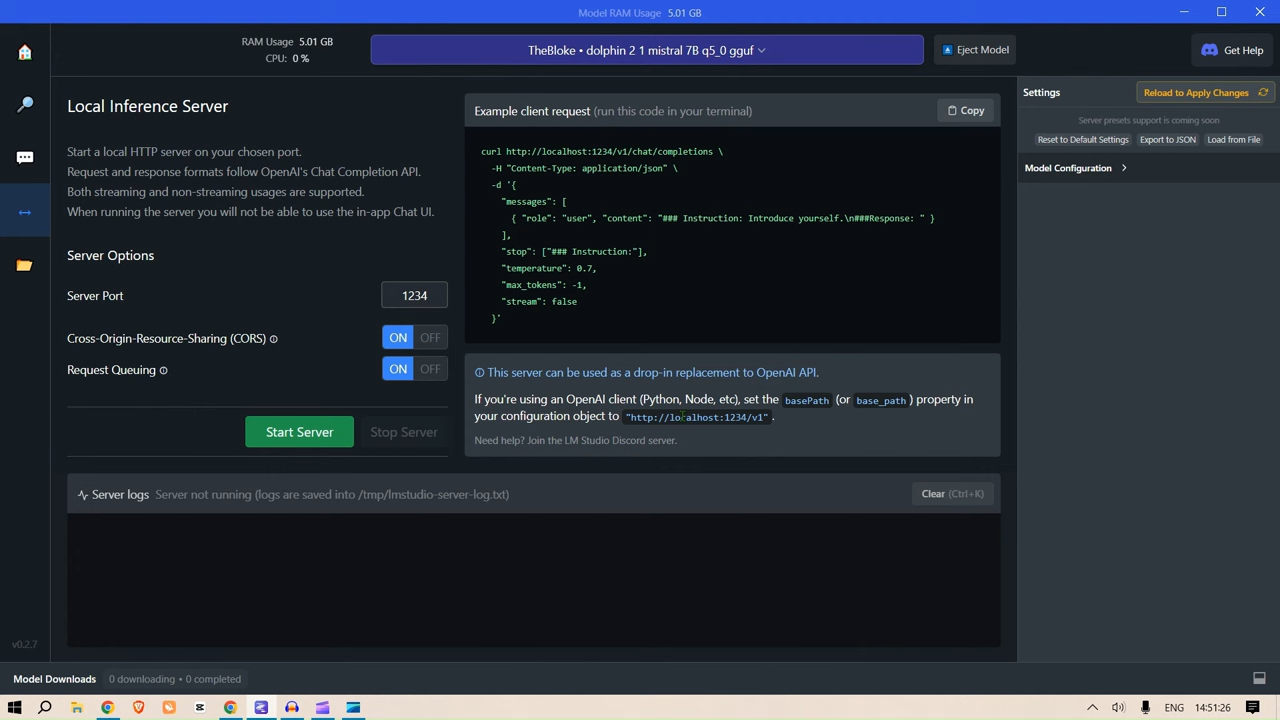 Model RAM Usage 5.01 GB
RAM Usage 5.01 GB
CPU: 0 %
TheBloke • dolphin 2 1 mistral 7B q5_0 gguf
Eject Model
Get Help
Local Inference Server
Start a local HTTP server on your chosen port.
Request and response formats follow OpenAI's Chat Completion API.
Both streaming and non-streaming usages are supported.
When running the server you will not be able to use the in-app Chat UI.
Server Options
Server Port 1234
Cross-Origin-Resource-Sharing (CORS) ON OFF
Request Queuing ON OFF
Start Server Stop Server
Example client request (run this code in your terminal) Copy
curl http://localhost:1234/v1/chat/completions \
-H "Content-Type: application/json" \
-d '{
"messages": [
{ "role": "user", "content": "### Instruction: Introduce yourself.\n###Response: " }
],
"stop": ["### Instruction:"],
"temperature": 0.7,
"max_tokens": -1,
"stream": false
}'
This server can be used as a drop-in replacement to OpenAI API.
If you're using an OpenAI client (Python, Node, etc), set the basePath (or base_path) property in
your configuration object to "http://localhost:1234/v1".
Need help? Join the LM Studio Discord server.
Settings Reload to Apply Changes
Server presets support is coming soon
Reset to Default Settings Export to JSON Load from File
Model Configuration
Server logs Server not running (logs are saved into /tmp/lmstudio-server-log.txt) Clear (Ctrl+K)
v0.2.7
Model Downloads 0 downloading • 0 completed
ENG 14:51:26